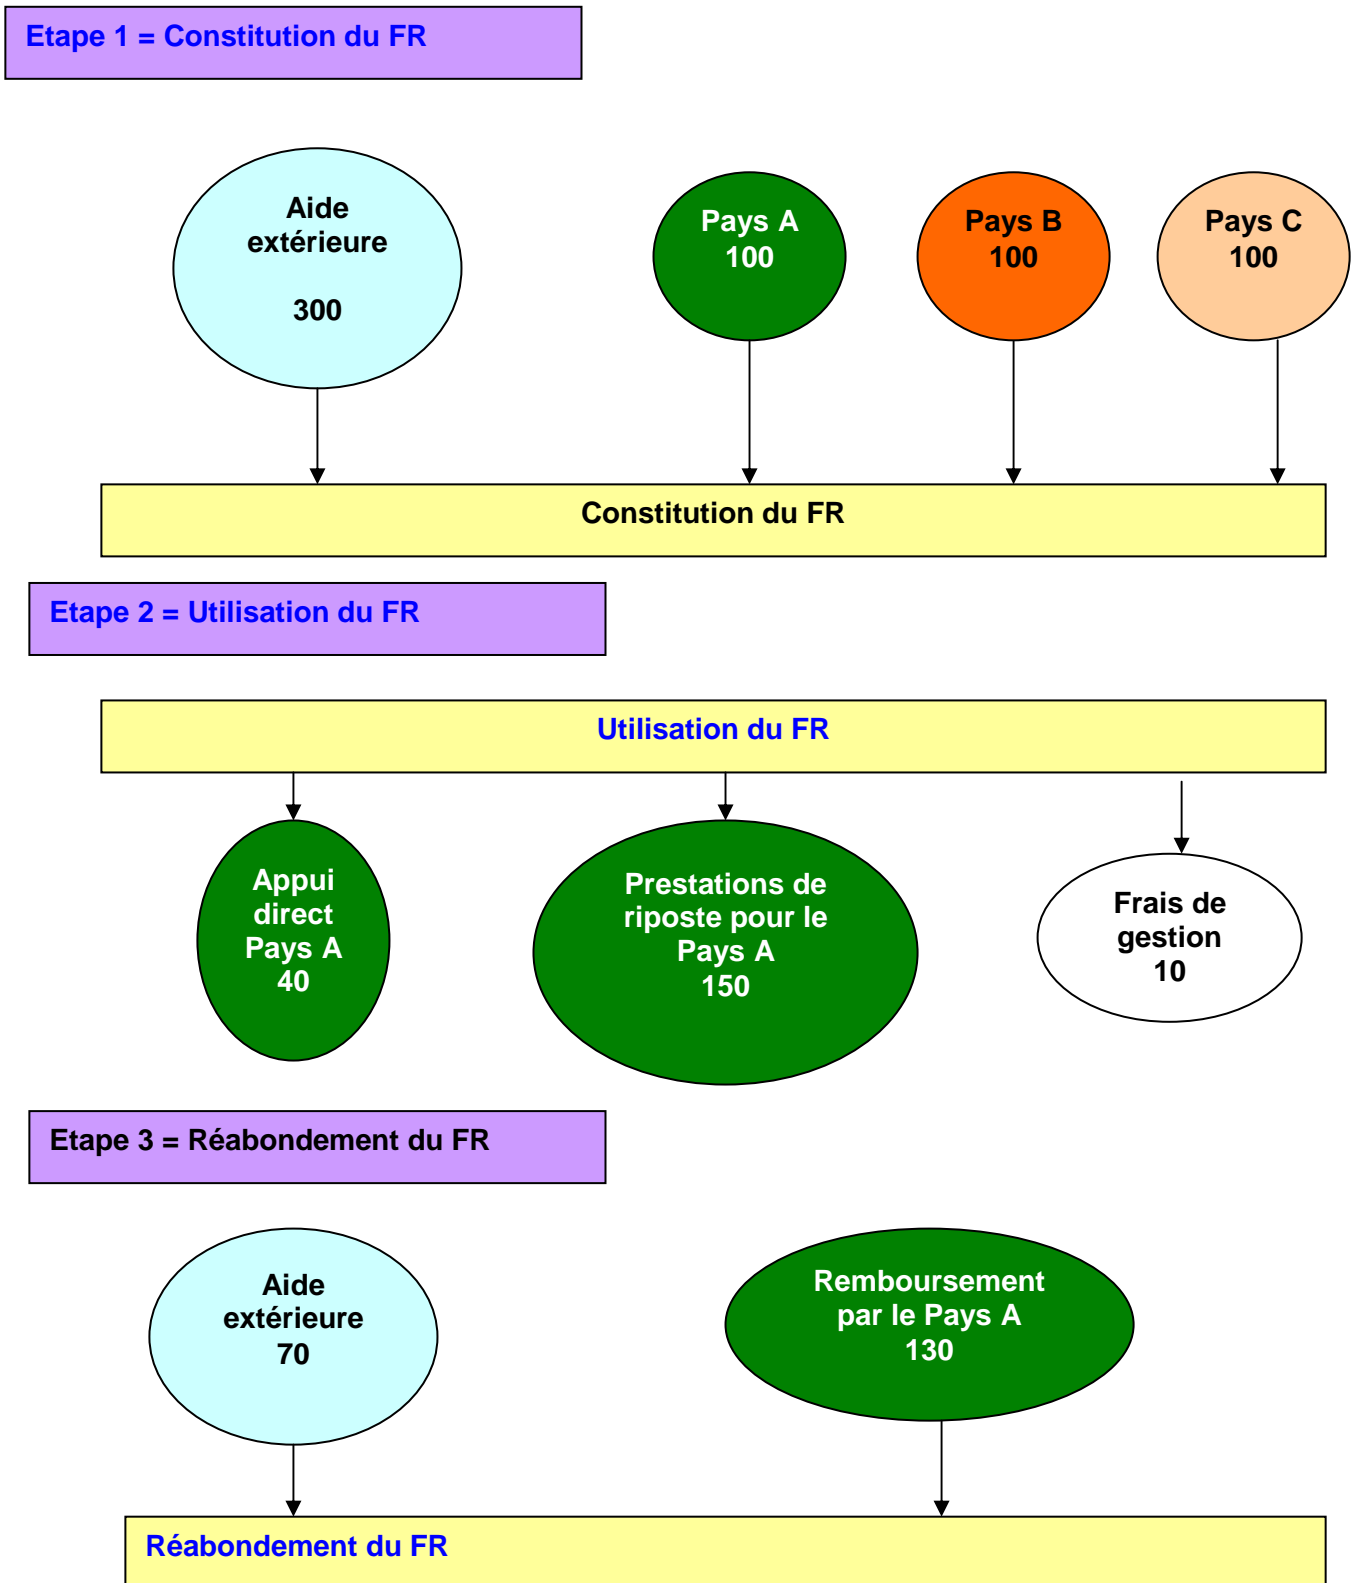 Etape 1 = Constitution du FR
Aide
extérieure
300
Pays A
100
Pays B
100
Pays C
100
Constitution du FR
Etape 2 = Utilisation du FR
Utilisation du FR
Appui
direct
Pays A
40
Prestations de
riposte pour le
Pays A
150
Frais de
gestion
10
Etape 3 = Réabondement du FR
Aide
extérieure
70
Remboursement
par le Pays A
130
Réabondement du FR